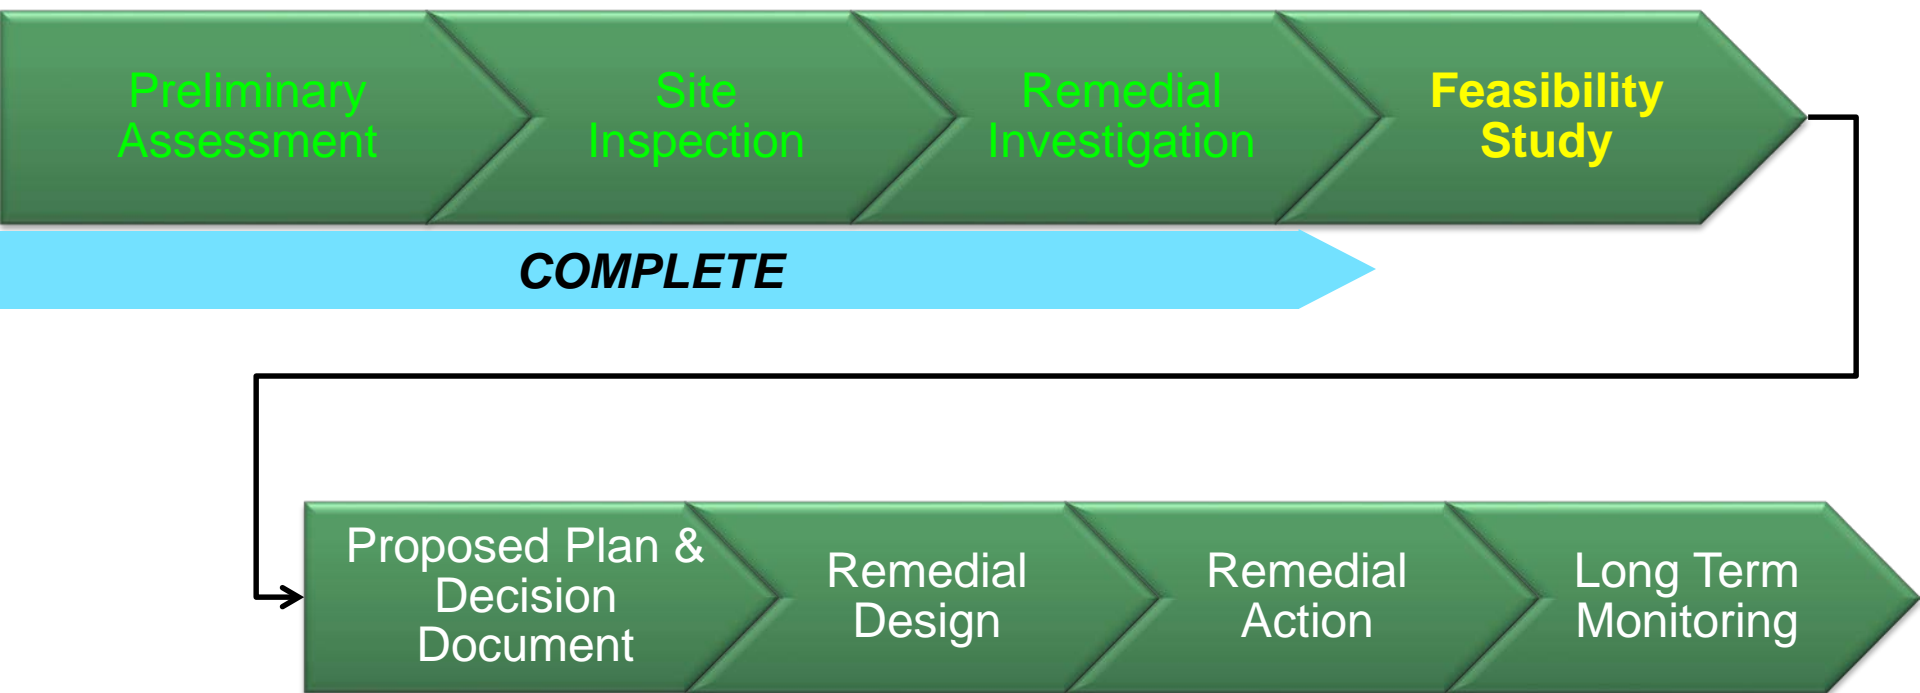 Preliminary
Assessment
Site
Inspection
Remedial
Investigation
Feasibility
Study
COMPLETE
Proposed Plan &
Decision
Document
Remedial
Design
Remedial
Action
Long Term
Monitoring